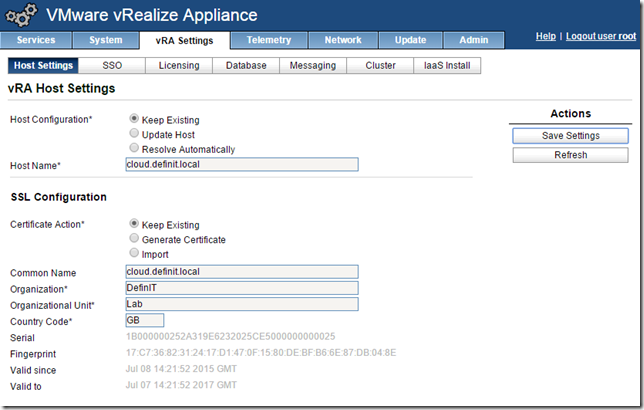 VMware vRealize Appliance
Services System vRA Settings Telemetry Network Update Admin Help | Logout user root
Host Settings SSO Licensing Database Messaging Cluster IaaS Install
vRA Host Settings
Actions
Host Configuration* Keep Existing
Save Settings
Update Host
Refresh
Resolve Automatically
Host Name* cloud.definit.local
SSL Configuration
Certificate Action* Keep Existing
Generate Certificate
Import
Common Name cloud.definit.local
Organization* DefinIT
Organizational Unit* Lab
Country Code* GB
Serial 1B000000252A319E6232025CE5000000000025
Fingerprint 17:C7:36:82:31:24:17:D1:47:0F:15:80:DE:BF:B6:6E:87:DB:04:8E
Valid since Jul 08 14:21:52 2015 GMT
Valid to Jul 07 14:21:52 2017 GMT